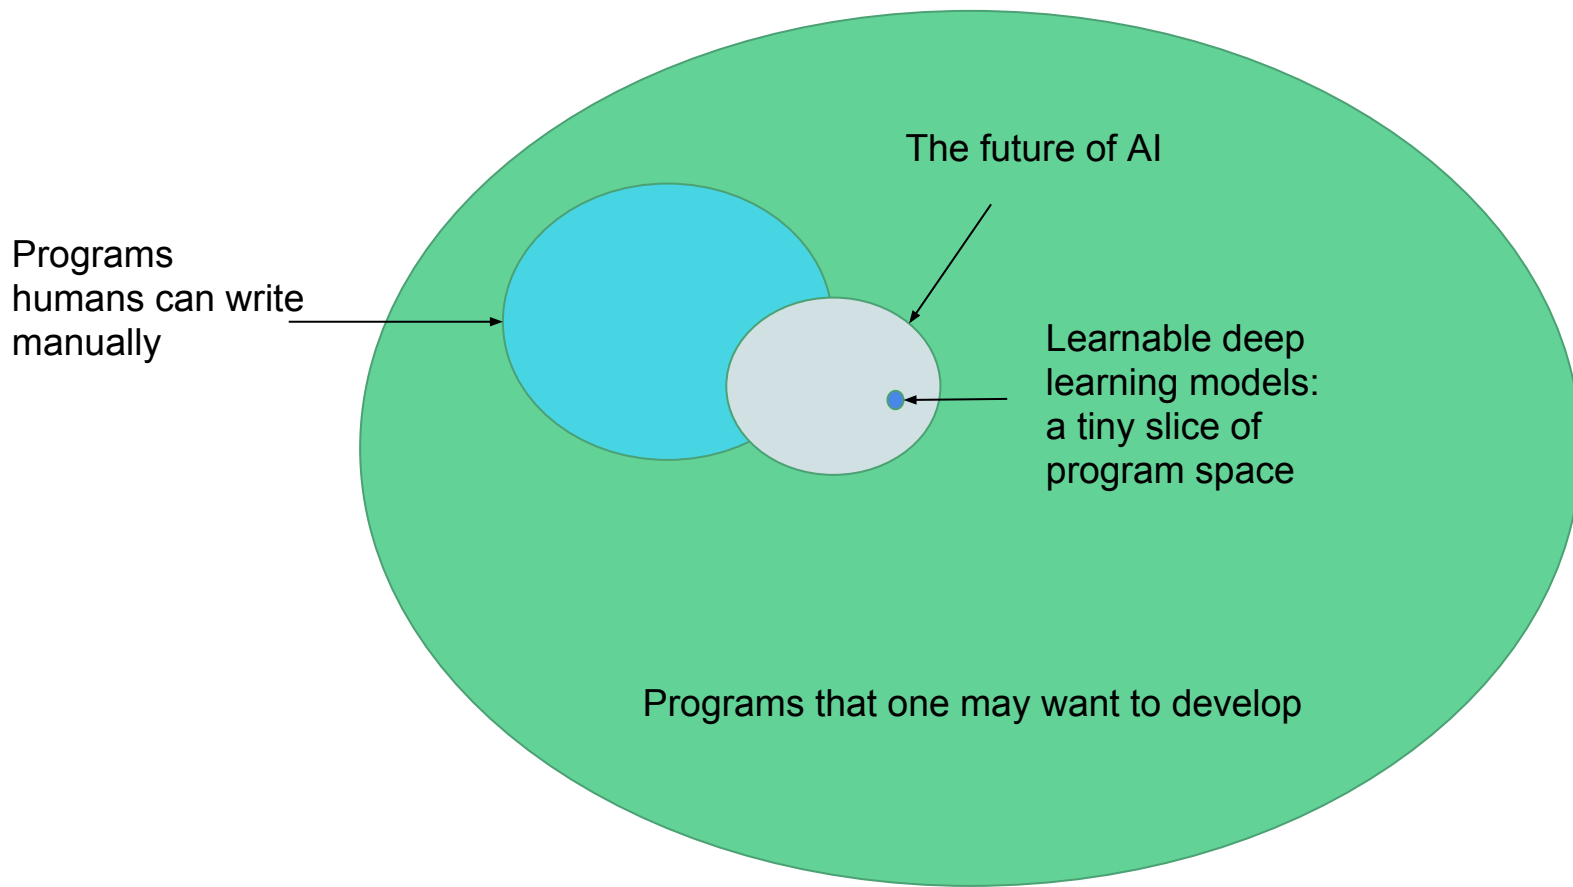 The future of AI
Programs
humans can write
manually
Learnable deep
learning models:
a tiny slice of
program space
Programs that one may want to develop